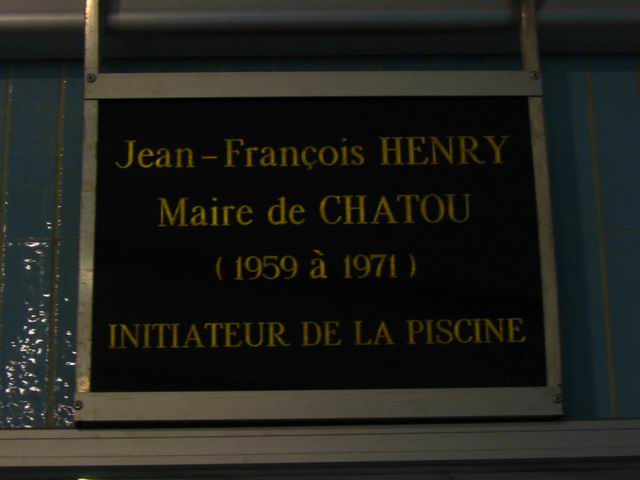 Jean-François HENRY
Maire de CHATOU
(1959 à 1971)
INITIATEUR DE LA PISCINE